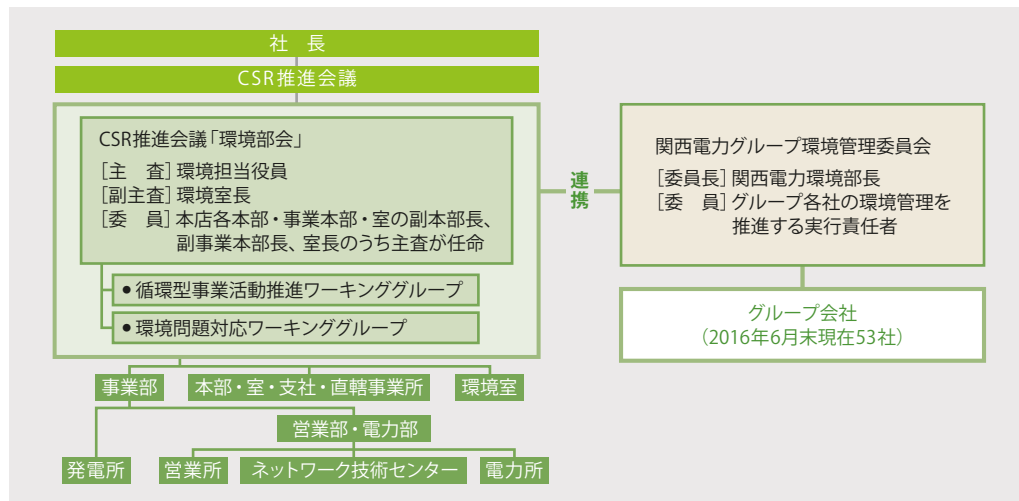 社　長
CSR推進会議
CSR推進会議「環境部会」
［主　査］環境担当役員
［副主査］環境室長
［委　員］本店各本部・事業本部・室の副本部長、
副事業本部長、室長のうち主査が任命
●循環型事業活動推進ワーキンググループ
●環境問題対応ワーキンググループ
連携
関西電力グループ環境管理委員会
［委員長］関西電力環境部長
［委　員］グループ各社の環境管理を
推進する実行責任者
グループ会社
（2016年6月末現在53社）
事業部
本部・室・支社・直轄事業所
環境室
営業部・電力部
発電所
営業所
ネットワーク技術センター
電力所